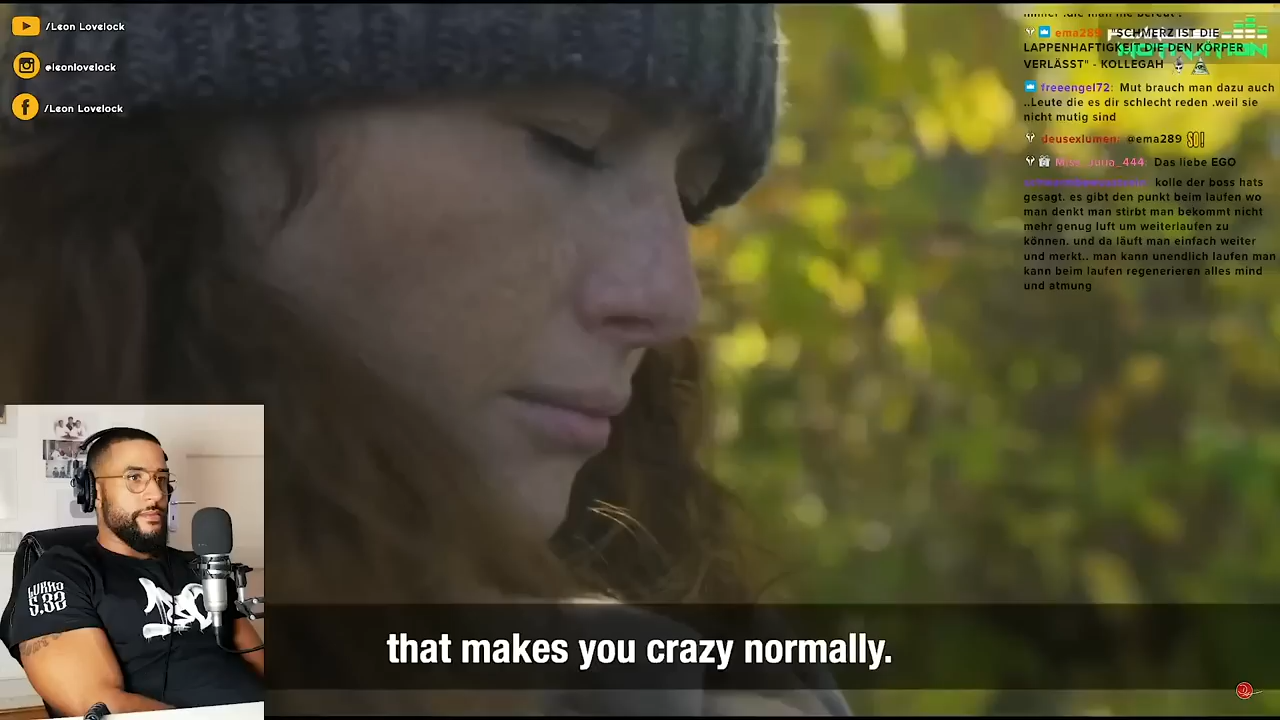 /Leon Lovelock
@leonlovelock
/Leon Lovelock
ema289: "SCHMERZ IST DIE
LAPPENHAFTIGKEIT DIE DEN KÖRPER
VERLÄSST" - KOLLEGAH
freeengel72: Mut brauch man dazu auch
..Leute die es dir schlecht reden .weil sie
nicht mutig sind
deusexlumen: @ema289 SO!
Miss_Juria_444: Das liebe EGO
kolle der boss hats
gesagt. es gibt den punkt beim laufen wo
man denkt man stirbt man bekommt nicht
mehr genug luft um weiterlaufen zu
können. und da läuft man einfach weiter
und merkt.. man kann unendlich laufen man
kann beim laufen regenerieren alles mind
und atmung
that makes you crazy normally.